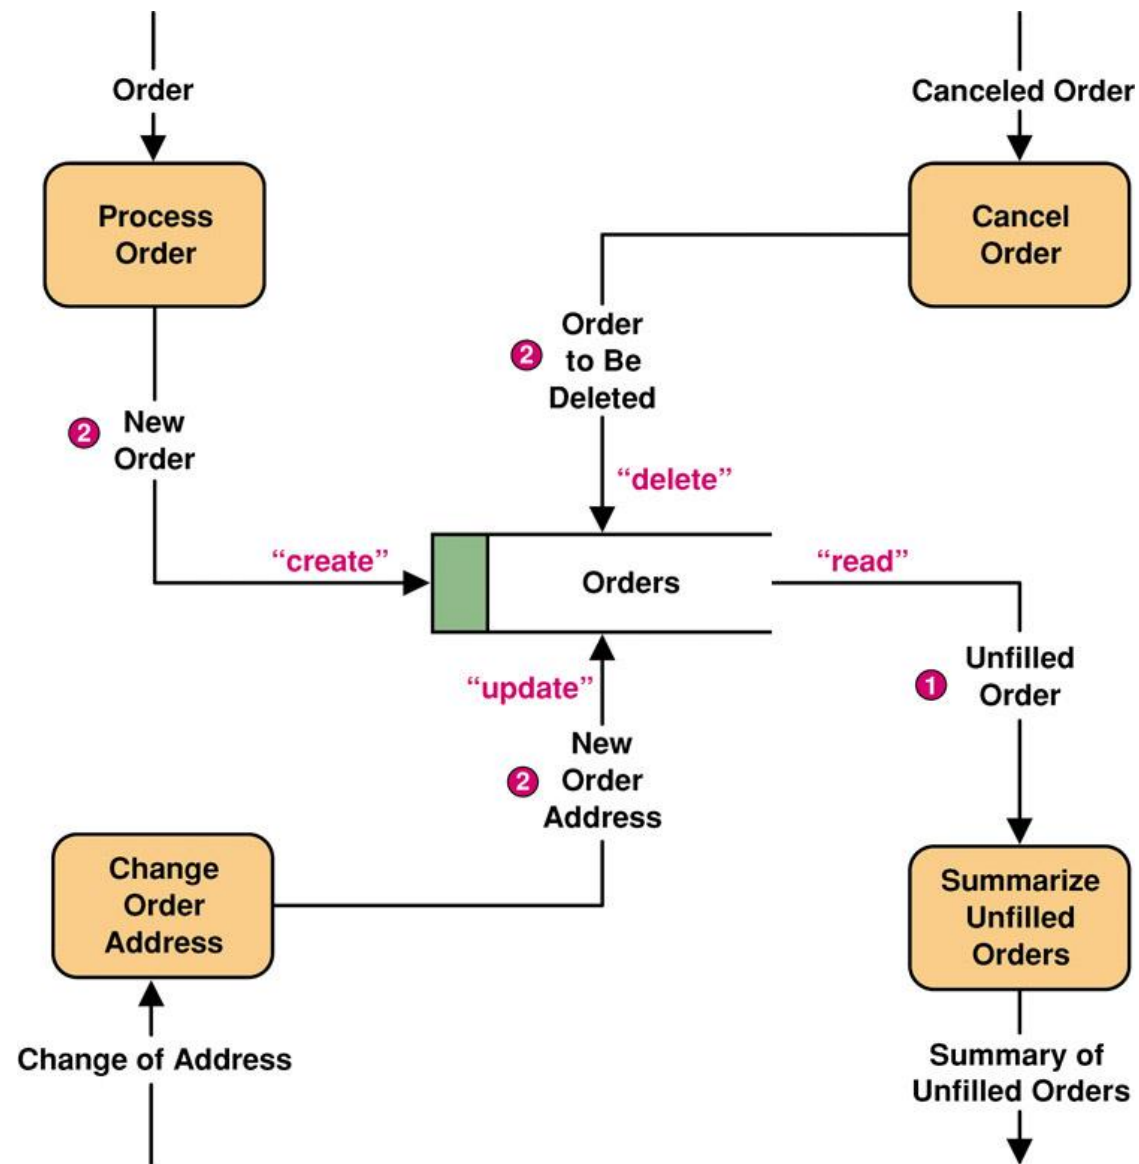 Order
Canceled Order
Process
Order
Cancel
Order
Order
2 to Be
Deleted
2 New
Order
“delete”
“create”
Orders
“read”
“update”
Unfilled
1 Order
New
2 Order
Address
Change
Order
Address
Summarize
Unfilled
Orders
Change of Address
Summary of
Unfilled Orders